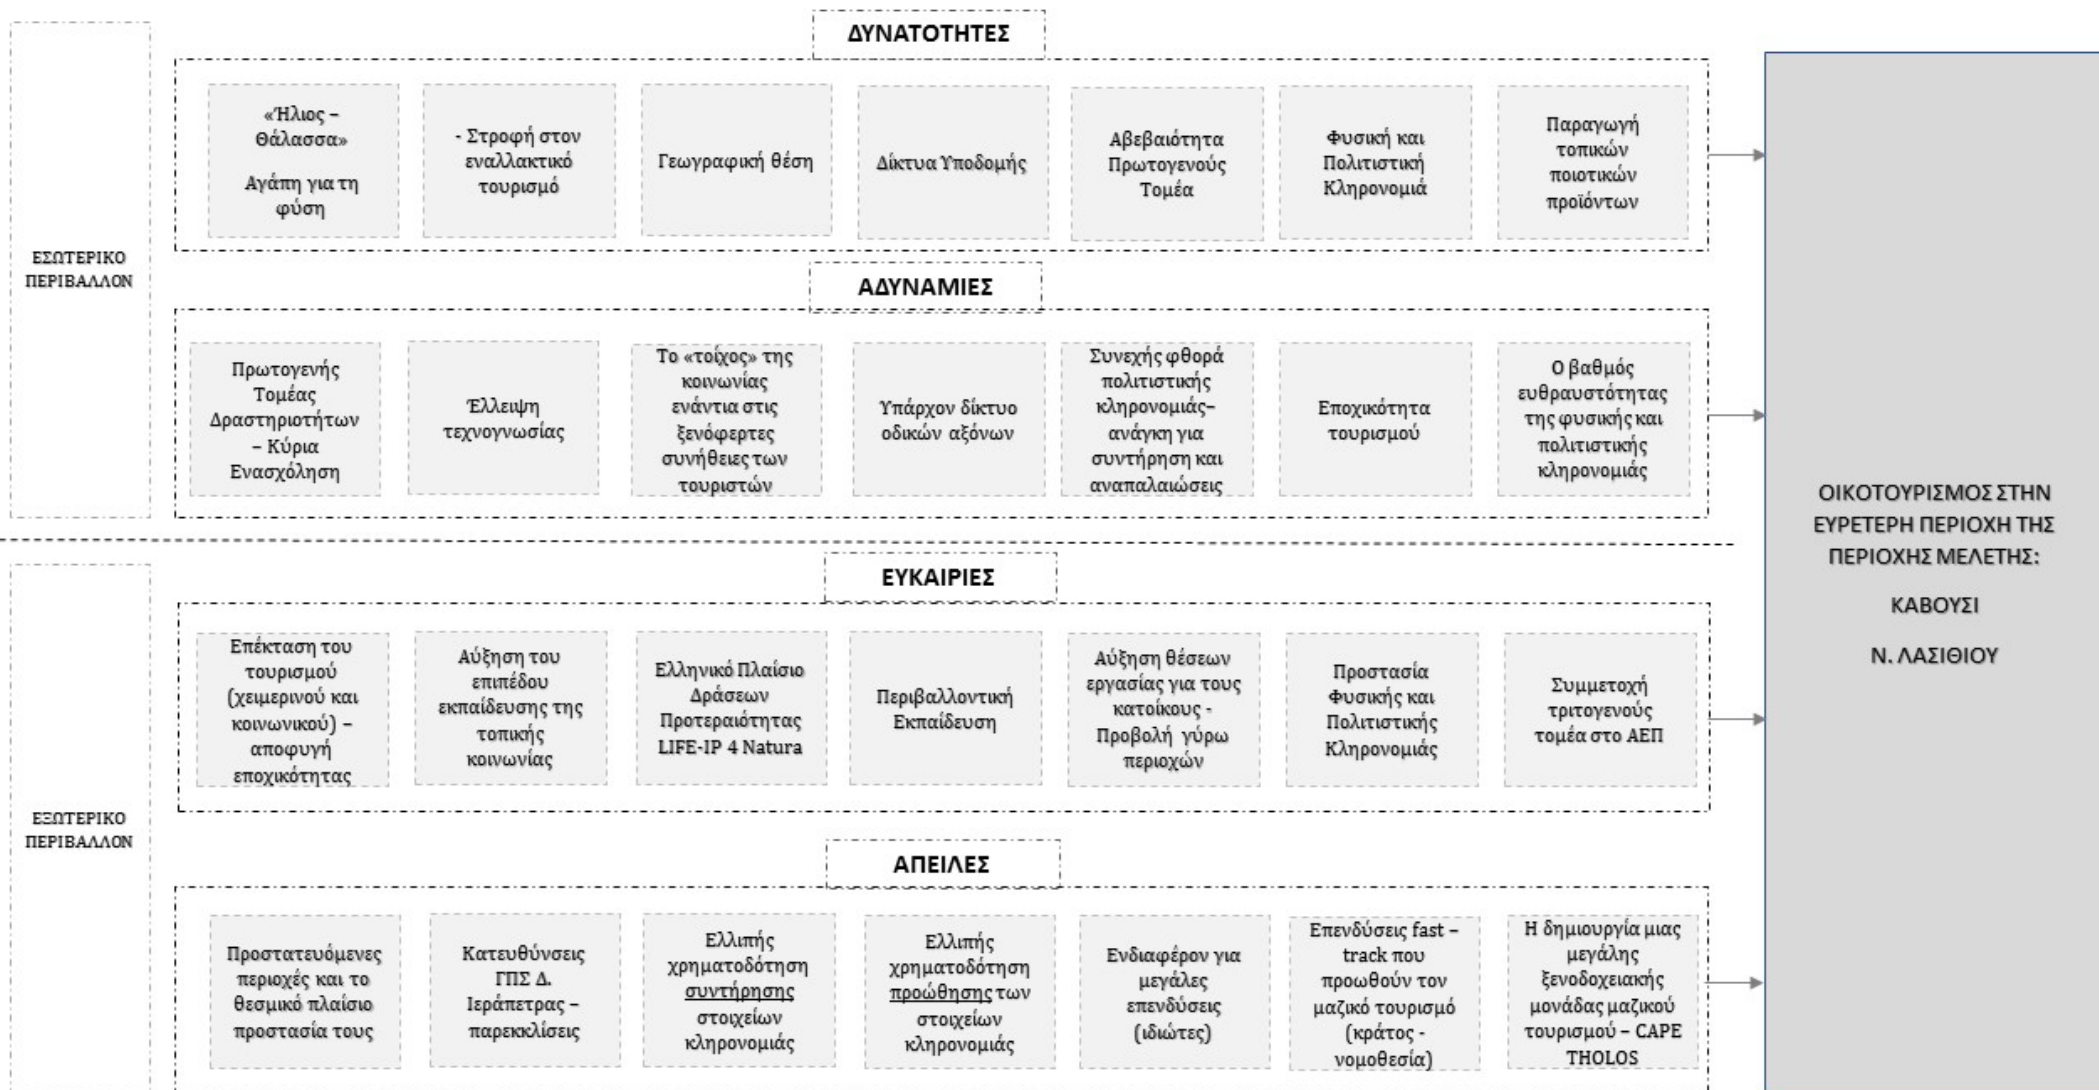 ΔΥΝΑΤΟΤΗΤΕΣ
«Ήλιος –
Θάλασσα»
Αγάπη για τη
φύση
- Στροφή στον
εναλλακτικό
τουρισμό
Γεωγραφική θέση
Δίκτυα Υποδομής
Αβεβαιότητα
Πρωτογενούς
Τομέα
Φυσική και
Πολιτιστική
Κληρονομιά
Παραγωγή
τοπικών
ποιοτικών
προϊόντων
ΕΣΩΤΕΡΙΚΟ
ΠΕΡΙΒΑΛΛΟΝ
ΑΔΥΝΑΜΙΕΣ
Πρωτογενής
Τομέας
Δραστηριοτήτων
– Κύρια
Ενασχόληση
Έλλειψη
τεχνογνωσίας
Το «τοίχος» της
κοινωνίας
ενάντια στις
ξενόφερτες
συνήθειες των
τουριστών
Υπάρχον δίκτυο
οδικών αξόνων
Συνεχής φθορά
πολιτιστικής
κληρονομιάς–
ανάγκη για
συντήρηση και
αναπαλαιώσεις
Εποχικότητα
τουρισμού
Ο βαθμός
ευθραυστότητας
της φυσικής και
πολιτιστικής
κληρονομιάς
ΕΥΚΑΙΡΙΕΣ
Επέκταση του
τουρισμού
(χειμερινού και
κοινωνικού) –
αποφυγή
εποχικότητας
Αύξηση του
επιπέδου
εκπαίδευσης της
τοπικής
κοινωνίας
Ελληνικό Πλαίσιο
Δράσεων
Προτεραιότητας
LIFE-IP 4 Natura
Περιβαλλοντική
Εκπαίδευση
Αύξηση θέσεων
εργασίας για τους
κατοίκους -
Προβολή γύρω
περιοχών
Προστασία
Φυσικής και
Πολιτιστικής
Κληρονομιάς
Συμμετοχή
τριτογενούς
τομέα στο ΑΕΠ
ΕΞΩΤΕΡΙΚΟ
ΠΕΡΙΒΑΛΛΟΝ
ΑΠΕΙΛΕΣ
Προστατευόμενες
περιοχές και το
θεσμικό πλαίσιο
προστασία τους
Κατευθύνσεις
ΓΠΣ Δ.
Ιεράπετρας –
παρεκκλίσεις
Ελλιπής
χρηματοδότηση
συντήρησης
στοιχείων
κληρονομιάς
Ελλιπής
χρηματοδότηση
προώθησης των
στοιχείων
κληρονομιάς
Ενδιαφέρον για
μεγάλες
επενδύσεις
(ιδιώτες)
Επενδύσεις fast –
track που
προωθούν τον
μαζικό τουρισμό
(κράτος -
νομοθεσία)
Η δημιουργία μιας
μεγάλης
ξενοδοχειακής
μονάδας μαζικού
τουρισμού – CAPE
THOLOS
ΟΙΚΟΤΟΥΡΙΣΜΟΣ ΣΤΗΝ
ΕΥΡΕΤΕΡΗ ΠΕΡΙΟΧΗ ΤΗΣ
ΠΕΡΙΟΧΗΣ ΜΕΛΕΤΗΣ:
ΚΑΒΟΥΣΙ
Ν. ΛΑΣΙΘΙΟΥ